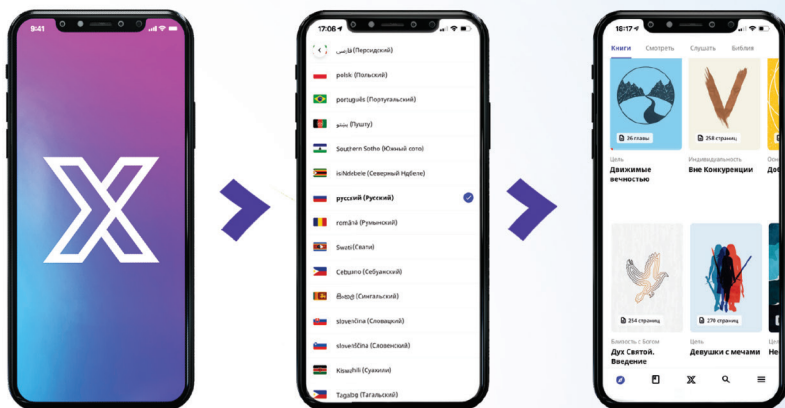 9:41
17:06
فارسی (Персидский)
polsk (Польский)
português (Португальский)
پښتو (Пушту)
Southern Sotho (Южный сото)
isiNdebele (Северный Ндбеле)
русский (Русский)
română (Румынский)
Swati (Свати)
Cebuano (Себуанский)
සිංහල (Сингальский)
slovenčina (Словацкий)
slovenščina (Словенский)
Kiswahili (Суахили)
Tagabg (Тагальский)
18:17
Книги Смотреть Слушать Библия
26 главы
258 страниц
Цель
Индивидуальность
Движимые
вечностью
Вне Конкуренции
254 страниц
270 страниц
Близость с Богом
Цель
Дух Святой.
Введение
Девушки с мечами